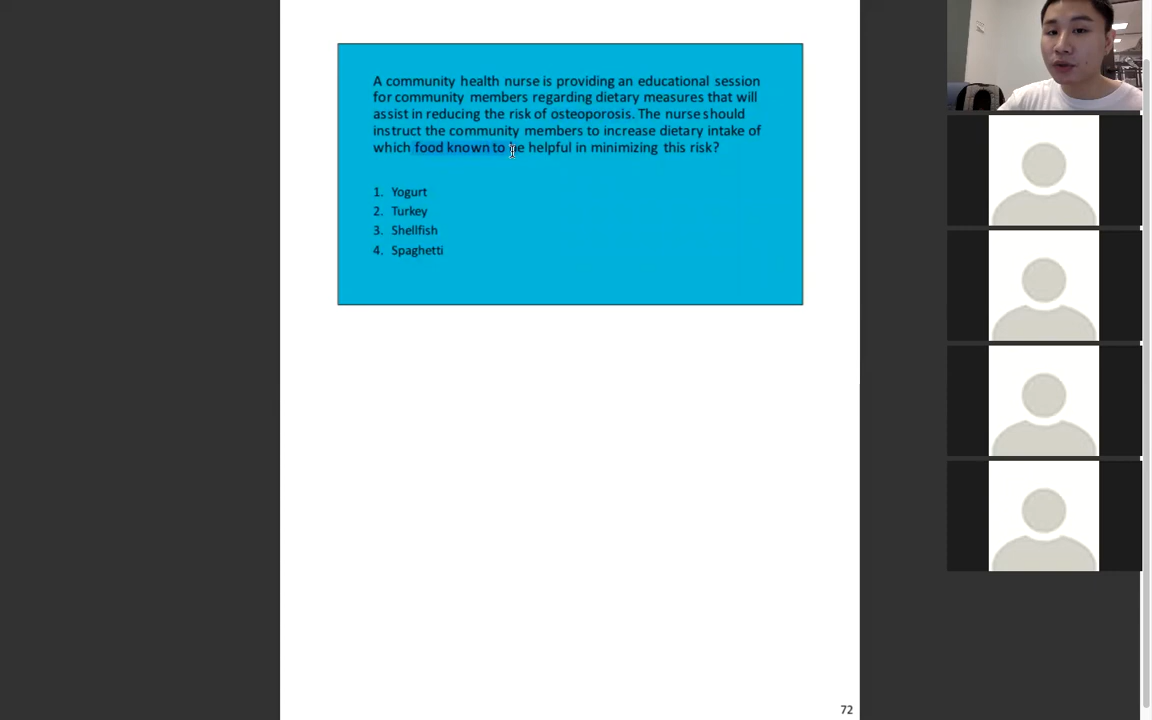 A community health nurse is providing an educational session
for community members regarding dietary measures that will
assist in reducing the risk of osteoporosis. The nurse should
instruct the community members to increase dietary intake of
which food known to be helpful in minimizing this risk?
1. Yogurt
2. Turkey
3. Shellfish
4. Spaghetti
72